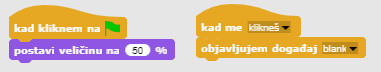 kad kliknem na
postavi veličinu na 50 %
kad me klikneš
objavljujem događaj blank